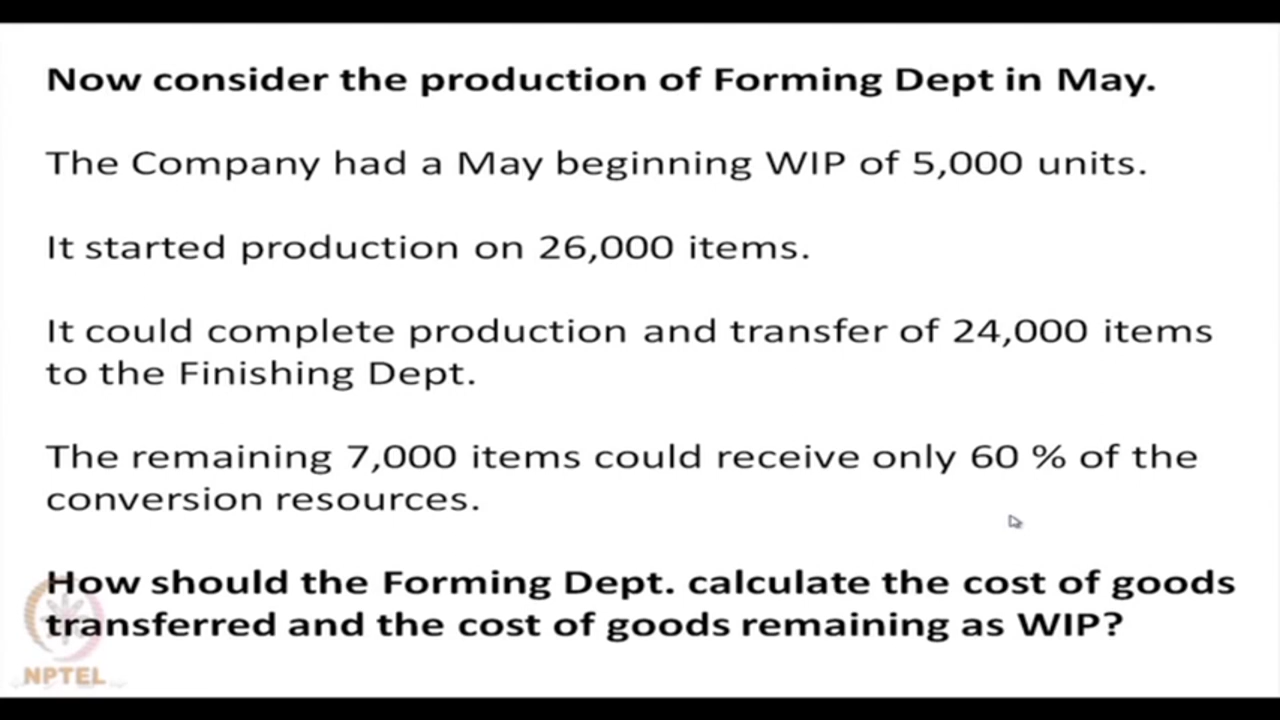 Now consider the production of Forming Dept in May.
The Company had a May beginning WIP of 5,000 units.
It started production on 26,000 items.
It could complete production and transfer of 24,000 items
to the Finishing Dept.
The remaining 7,000 items could receive only 60 % of the
conversion resources.
How should the Forming Dept. calculate the cost of goods
transferred and the cost of goods remaining as WIP?
NPTEL